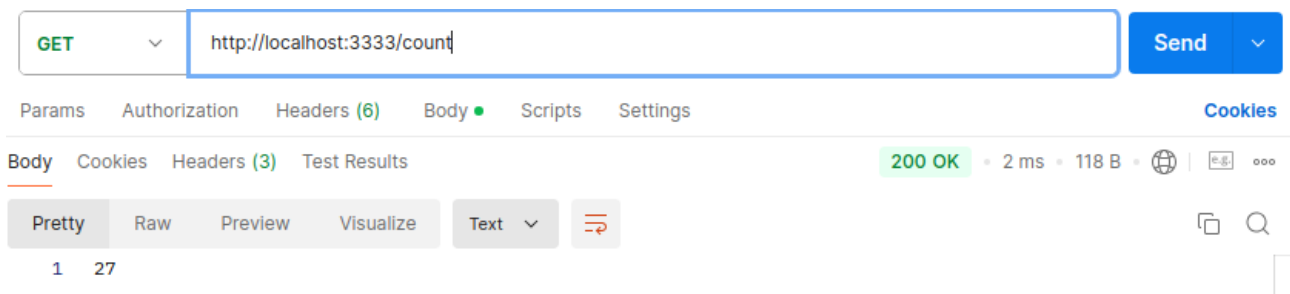 GET http://localhost:3333/count Send
Params Authorization Headers (6) Body Scripts Settings Cookies
Body Cookies Headers (3) Test Results 200 OK 2 ms 118 B e.g.
Pretty Raw Preview Visualize Text
1 27